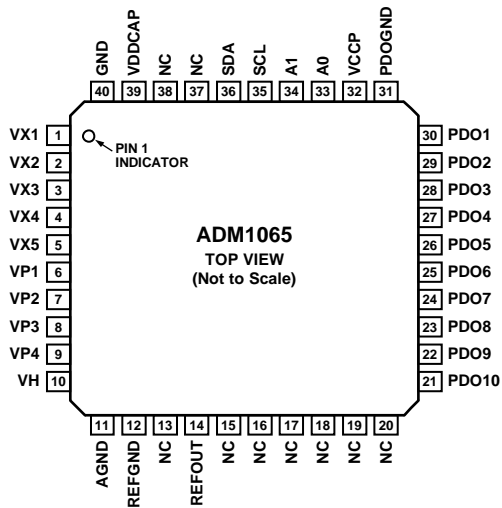 GND
VDDCAP
NC
NC
SDA
SCL
A1
A0
VCCP
PDOGND
40
39
38
37
36
35
34
33
32
31
VX1 1
VX2 2
VX3 3
VX4 4
VX5 5
VP1 6
VP2 7
VP3 8
VP4 9
VH 10
PIN 1
INDICATOR
ADM1065
TOP VIEW
(Not to Scale)
30 PDO1
29 PDO2
28 PDO3
27 PDO4
26 PDO5
25 PDO6
24 PDO7
23 PDO8
22 PDO9
21 PDO10
11
12
13
14
15
16
17
18
19
20
AGND
REFGND
NC
REFOUT
NC
NC
NC
NC
NC
NC